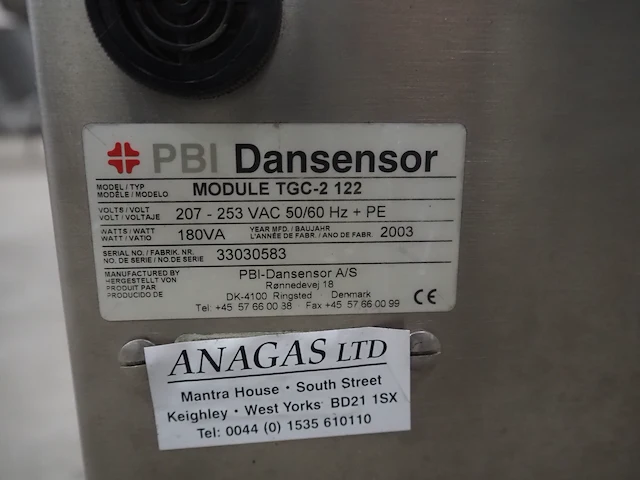 PBI Dansensor
MODEL / TYP
MODÈLE / MODELO
MODULE TGC-2 122
VOLTS / VOLT
VOLT / VOLTAJE
207 - 253 VAC 50/60 Hz + PE
WATTS / WATT
WATT / VATIO
180VA
YEAR MFD. / BAUJAHR
L'ANNÉE DE FABR. / ANO DE FABR.
2003
SERIAL NO. / FABRIK. NR.
NO. DE SERIE / NO. DE SERIE
33030583
MANUFACTURED BY
HERGESTELLT VON
PRODUIT PAR
PRODUCIDO DE
PBI-Dansensor A/S
Rønnedevej 18
DK-4100 Ringsted Denmark
Tel: +45 57 66 00 88 Fax +45 57 66 00 99
CE
ANAGAS LTD
Mantra House • South Street
Keighley • West Yorks BD21 1SX
Tel: 0044 (0) 1535 610110